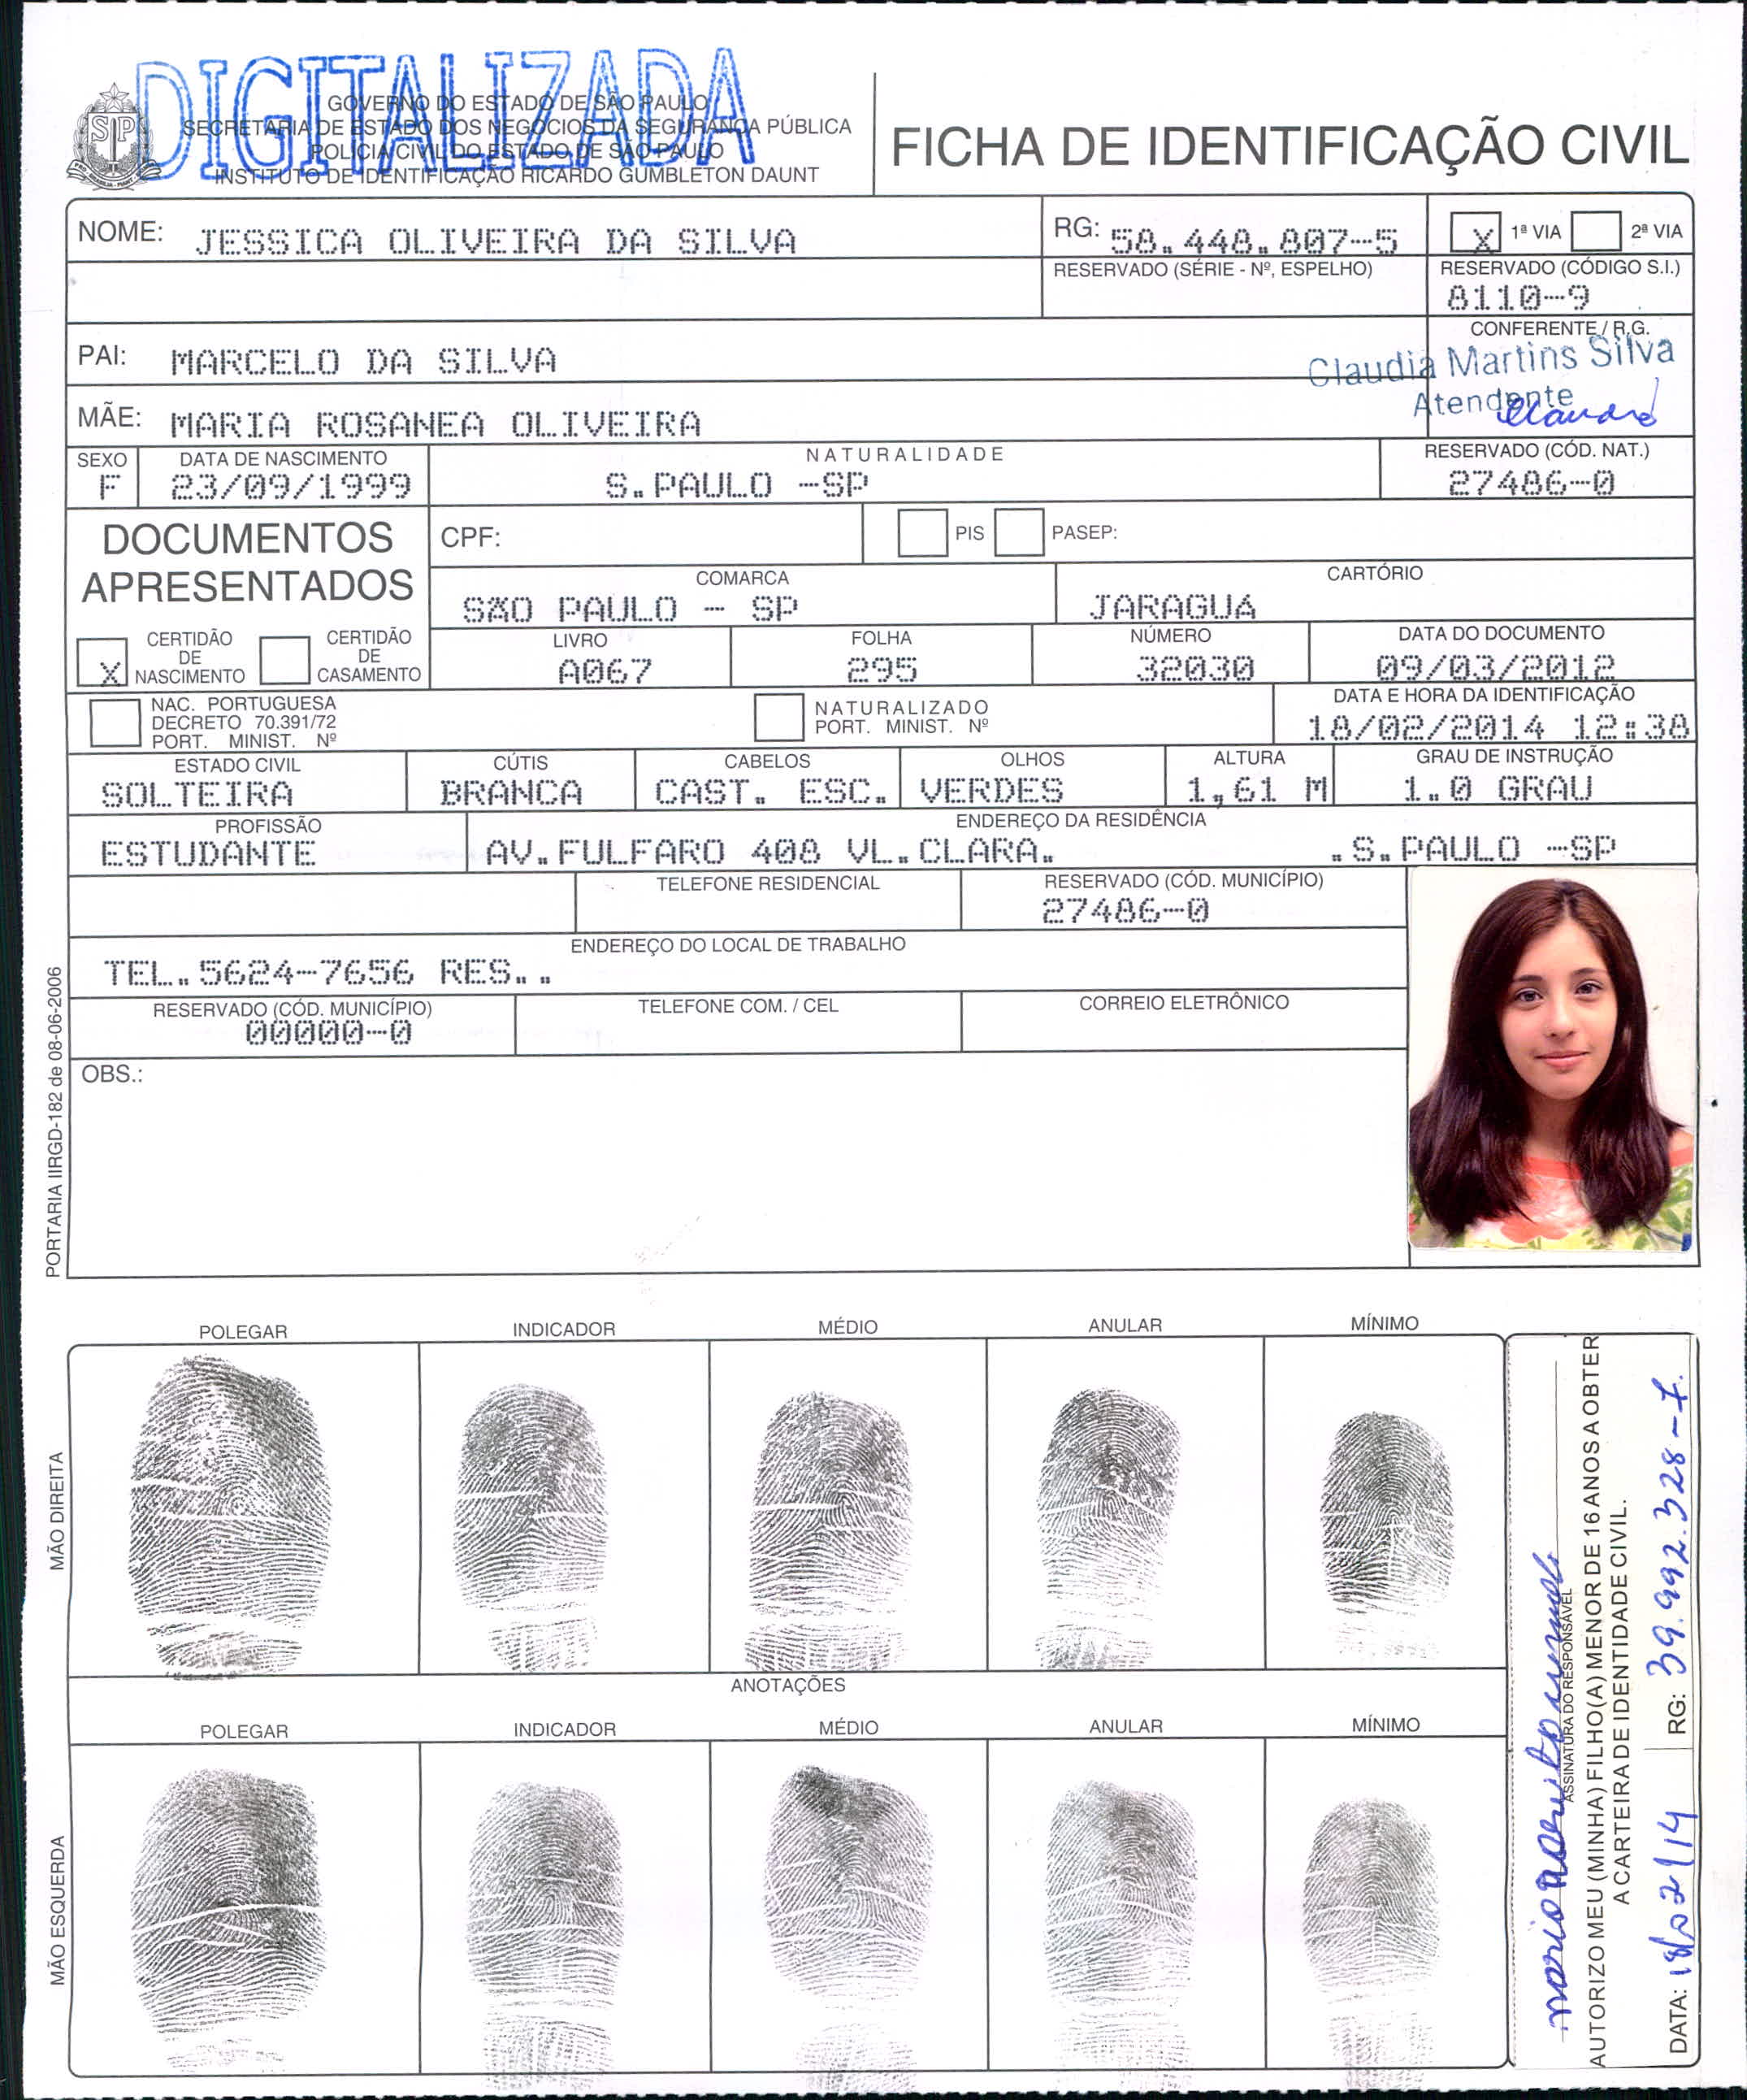 DIGITALIZADA
GOVERNO DO ESTADO DE SÃO PAULO
SECRETARIA DE ESTADO DOS NEGÓCIOS DA SEGURANÇA PÚBLICA
POLÍCIA CIVIL DO ESTADO DE SÃO PAULO
INSTITUTO DE IDENTIFICAÇÃO RICARDO GUMBLETON DAUNT
FICHA DE IDENTIFICAÇÃO CIVIL
NOME: JESSICA OLIVEIRA DA SILVA
RG: 58.448.807-5
X 1ª VIA 2ª VIA
RESERVADO (SÉRIE - Nº, ESPELHO)
RESERVADO (CÓDIGO S.I.)
8110-9
PAI: MARCELO DA SILVA
CONFERENTE / R.G.
Claudia Martins Silva
Atendente
MÃE: MARIA ROSANEA OLIVEIRA
SEXO
F
DATA DE NASCIMENTO
23/09/1999
NATURALIDADE
S.PAULO -SP
RESERVADO (CÓD. NAT.)
27486-0
DOCUMENTOS
APRESENTADOS
CPF:
PIS PASEP:
COMARCA
SÃO PAULO - SP
CARTÓRIO
JARAGUÁ
X CERTIDÃO
DE
NASCIMENTO
CERTIDÃO
DE
CASAMENTO
LIVRO
A067
FOLHA
295
NÚMERO
32030
DATA DO DOCUMENTO
09/03/2012
NAC. PORTUGUESA
DECRETO 70.391/72
PORT. MINIST. Nº
NATURALIZADO
PORT. MINIST. Nº
DATA E HORA DA IDENTIFICAÇÃO
18/02/2014 12:38
ESTADO CIVIL
SOLTEIRA
CÚTIS
BRANCA
CABELOS
CAST. ESC.
OLHOS
VERDES
ALTURA
1,61 M
GRAU DE INSTRUÇÃO
1.0 GRAU
PROFISSÃO
ESTUDANTE
ENDEREÇO DA RESIDÊNCIA
AV.FULFARO 408 VL.CLARA. .S.PAULO -SP
TELEFONE RESIDENCIAL
RESERVADO (CÓD. MUNICÍPIO)
27486-0
ENDEREÇO DO LOCAL DE TRABALHO
TEL.5624-7656 RES..
RESERVADO (CÓD. MUNICÍPIO)
00000-0
TELEFONE COM. / CEL
CORREIO ELETRÔNICO
OBS.:
PORTARIA IIRGD-182 de 08-06-2006
POLEGAR INDICADOR MÉDIO ANULAR MÍNIMO
MÃO DIREITA
ANOTAÇÕES
POLEGAR INDICADOR MÉDIO ANULAR MÍNIMO
MÃO ESQUERDA
ASSINATURA DO RESPONSÁVEL
AUTORIZO MEU (MINHA) FILHO(A) MENOR DE 16 ANOS A OBTER
A CARTEIRA DE IDENTIDADE CIVIL.
DATA: 18/02/14 RG: 39.992.328-7.